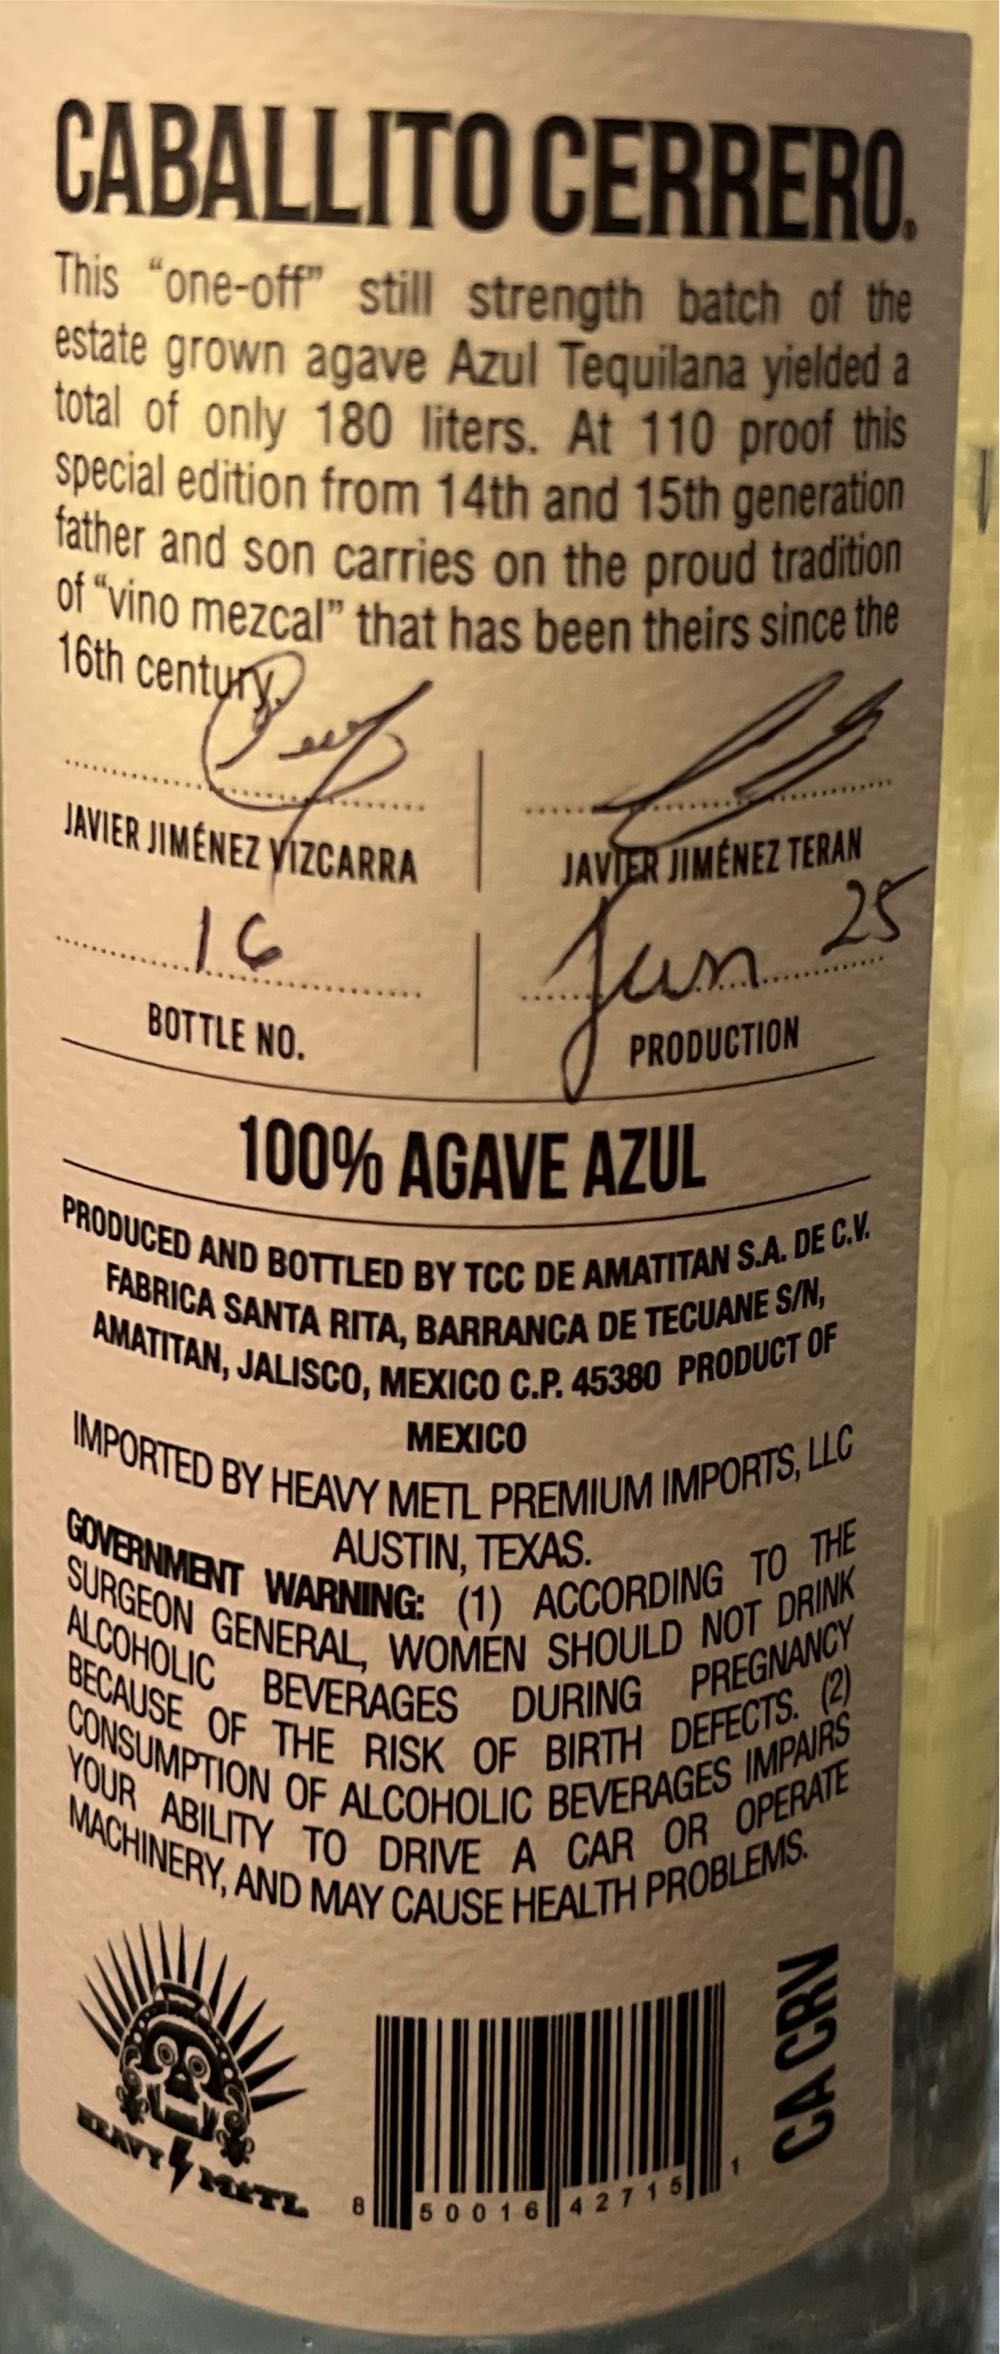 CABALLITO CERRERO®
This “one-off” still strength batch of the
estate grown agave Azul Tequilana yielded a
total of only 180 liters. At 110 proof this
special edition from 14th and 15th generation
father and son carries on the proud tradition
of “vino mezcal” that has been theirs since the
16th century.
JAVIER JIMÉNEZ VIZCARRA
JAVIER JIMÉNEZ TERAN
16
BOTTLE NO.
Jun 25
PRODUCTION
100% AGAVE AZUL
PRODUCED AND BOTTLED BY TCC DE AMATITAN S.A. DE C.V.
FABRICA SANTA RITA, BARRANCA DE TECUANE S/N,
AMATITAN, JALISCO, MEXICO C.P. 45380 PRODUCT OF
MEXICO
IMPORTED BY HEAVY METL PREMIUM IMPORTS, LLC
AUSTIN, TEXAS.
GOVERNMENT WARNING: (1) ACCORDING TO THE
SURGEON GENERAL, WOMEN SHOULD NOT DRINK
ALCOHOLIC BEVERAGES DURING PREGNANCY
BECAUSE OF THE RISK OF BIRTH DEFECTS. (2)
CONSUMPTION OF ALCOHOLIC BEVERAGES IMPAIRS
YOUR ABILITY TO DRIVE A CAR OR OPERATE
MACHINERY, AND MAY CAUSE HEALTH PROBLEMS.
HEAVY METL
8 50016 42715 1
CA CRV